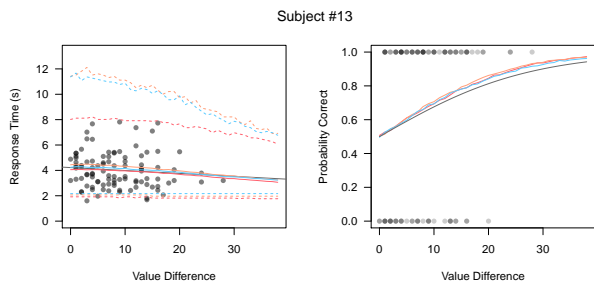 Subject #13
Response Time (s)
12
10
8
6
4
2
0
0 10 20 30
Value Difference
Probability Correct
1.0
0.8
0.6
0.4
0.2
0.0
0 10 20 30
Value Difference